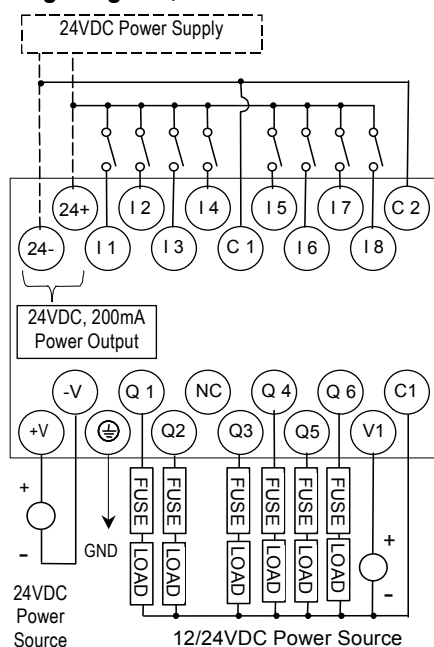 24VDC Power Supply
24+ I 2 I 4 I 5 I 7 C 2
24- I 1 I 3 C 1 I 6 I 8
24VDC, 200mA
Power Output
-V Q 1 NC Q 4 Q 6 C1
+V Q2 Q3 Q5 V1
+
-
GND
FUSE FUSE FUSE FUSE FUSE FUSE
LOAD LOAD LOAD LOAD LOAD LOAD
+
-
24VDC
Power
Source
12/24VDC Power Source